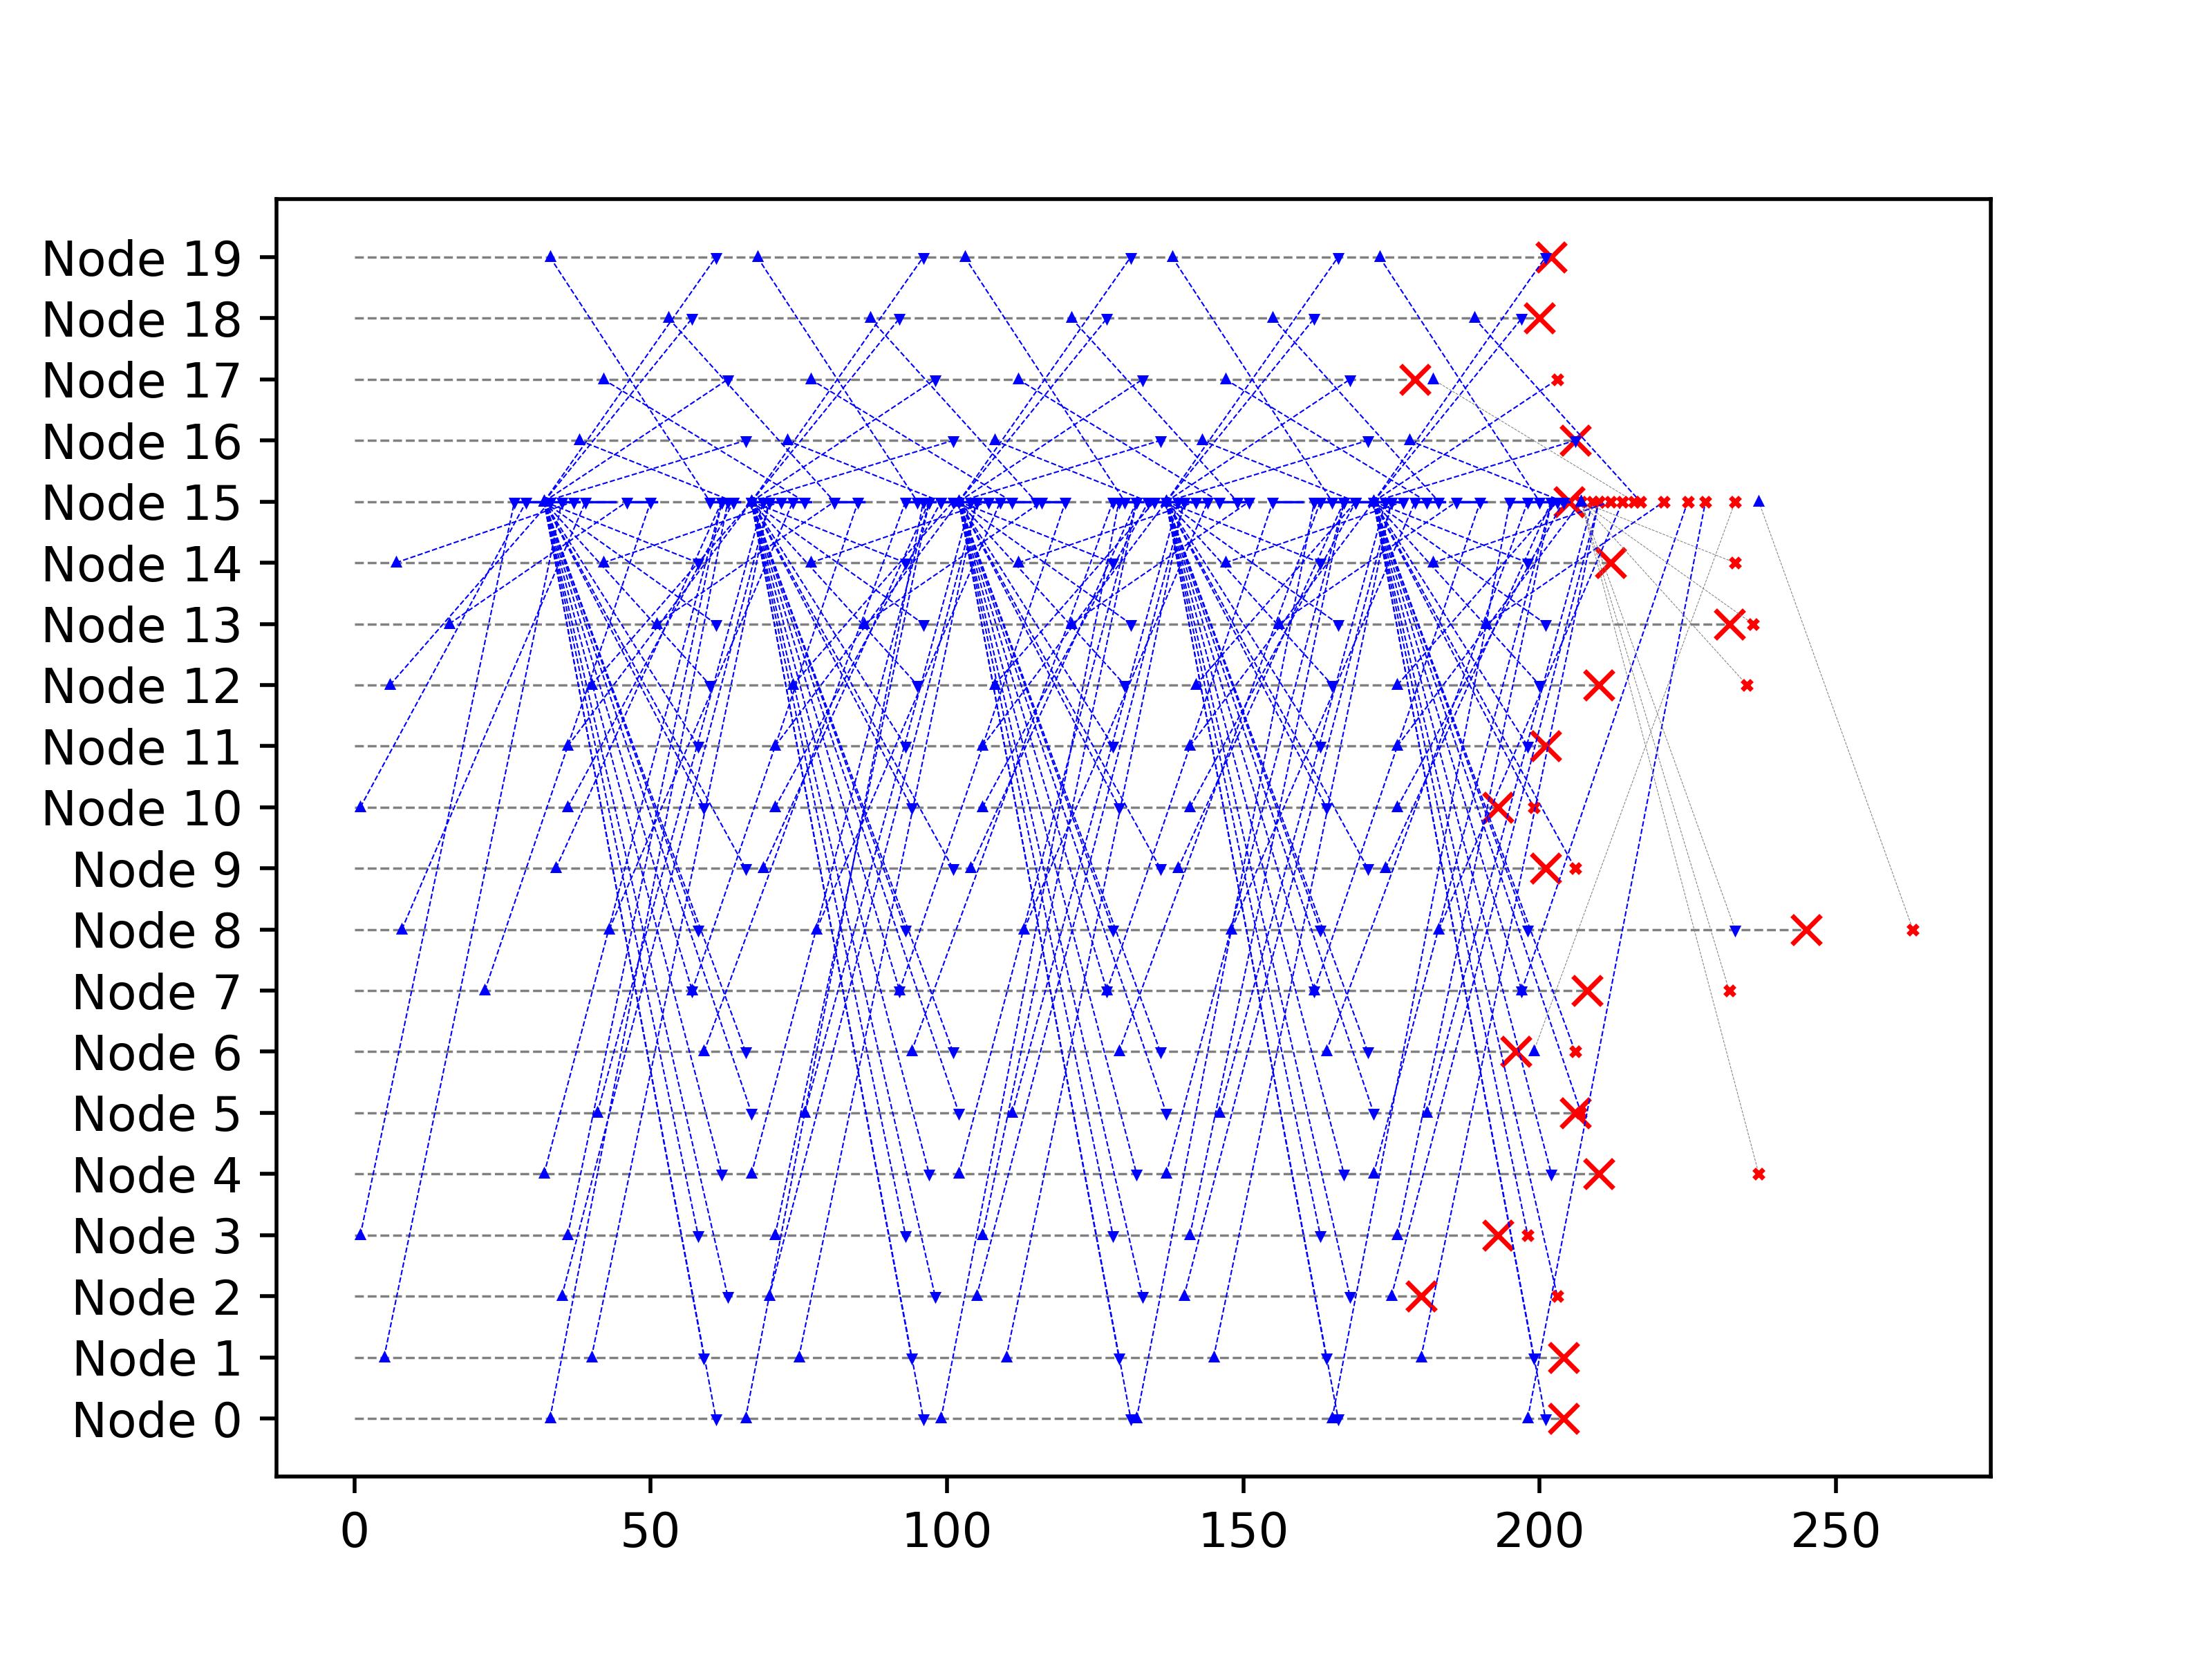 Node 19
Node 18
Node 17
Node 16
Node 15
Node 14
Node 13
Node 12
Node 11
Node 10
Node 9
Node 8
Node 7
Node 6
Node 5
Node 4
Node 3
Node 2
Node 1
Node 0
0 50 100 150 200 250